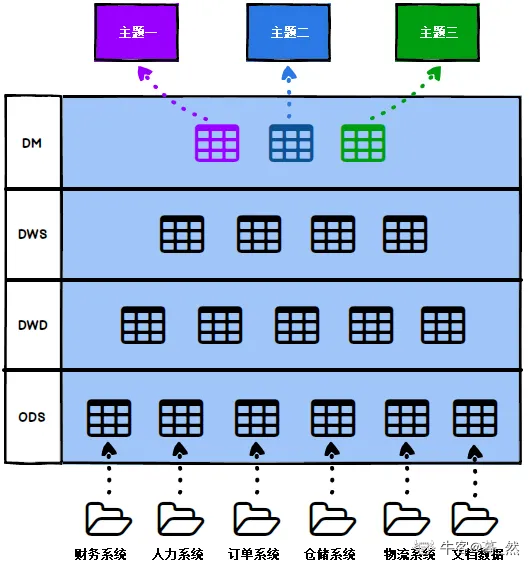 主题一
主题二
主题三
DM
DWS
DWD
ODS
财务系统
人力系统
订单系统
仓储系统
物流系统
文档数据
牛客@蓦_然